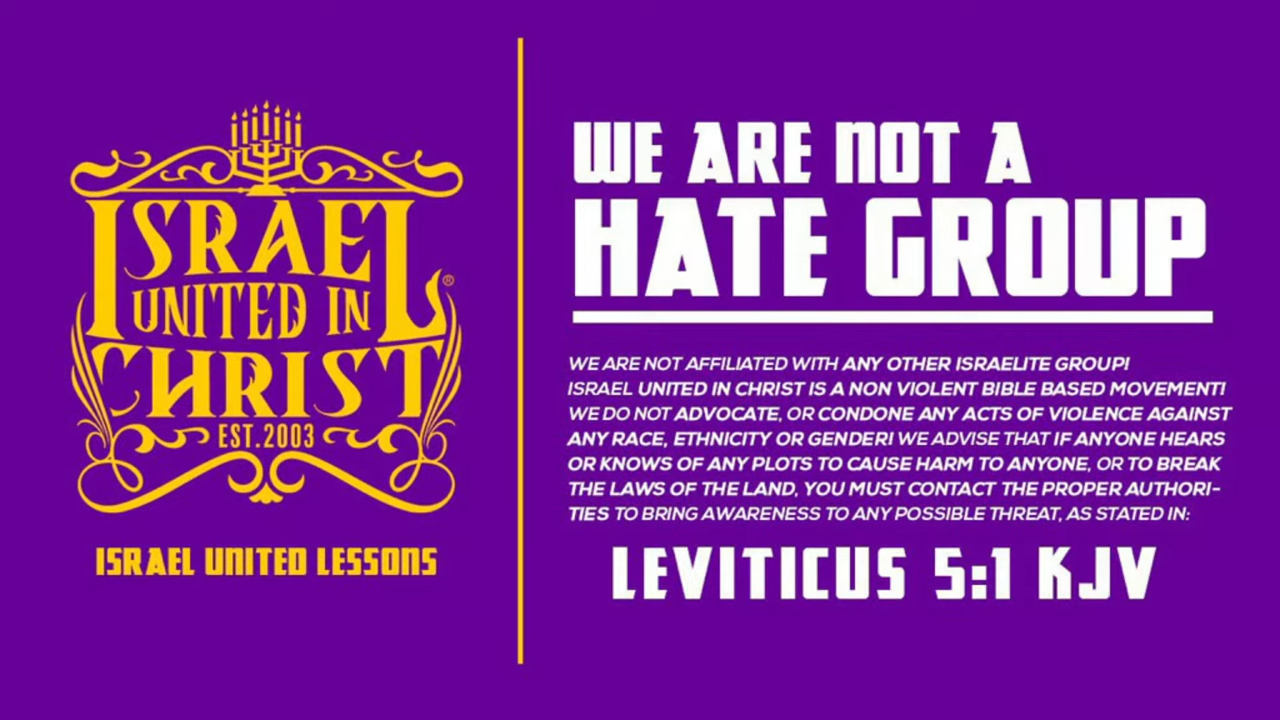 ISRAEL
UNITED IN
CHRIST
EST.2003
®
ISRAEL UNITED LESSONS
WE ARE NOT A
HATE GROUP
WE ARE NOT AFFILIATED WITH ANY OTHER ISRAELITE GROUP!
ISRAEL UNITED IN CHRIST IS A NON VIOLENT BIBLE BASED MOVEMENT!
WE DO NOT ADVOCATE, OR CONDONE ANY ACTS OF VIOLENCE AGAINST
ANY RACE, ETHNICITY OR GENDER! WE ADVISE THAT IF ANYONE HEARS
OR KNOWS OF ANY PLOTS TO CAUSE HARM TO ANYONE, OR TO BREAK
THE LAWS OF THE LAND, YOU MUST CONTACT THE PROPER AUTHORI-
TIES TO BRING AWARENESS TO ANY POSSIBLE THREAT, AS STATED IN:
LEVITICUS 5:1 KJV